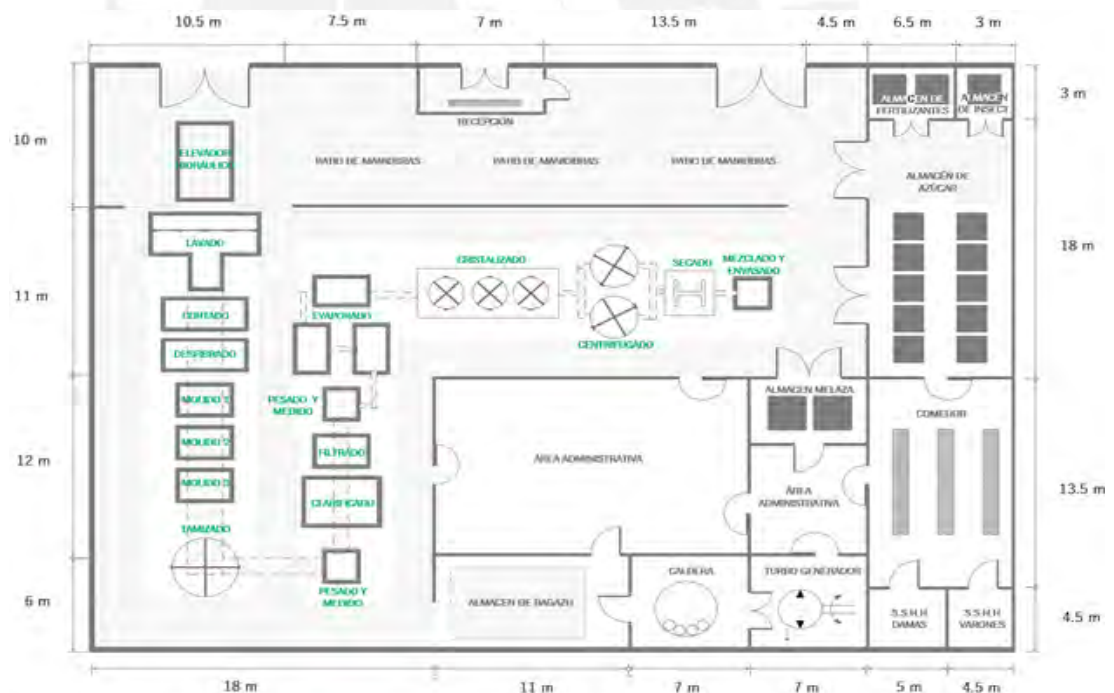 10.5 m
7.5 m
7 m
13.5 m
4.5 m
6.5 m
3 m
3 m
18 m
13.5 m
4.5 m
10 m
11 m
12 m
6 m
RECEPCIÓN
ALMACÉN DE
FERTILIZANTES
ALMACÉN
DE INSECT
ELEVADOR
PATIO DE MANIOBRAS
PATIO DE MANIOBRAS
PATIO DE MANIOBRAS
ALMACÉN DE
AZÚCAR
LAVADO
CRISTALIZADO
SECADO
MEZCLADO Y
ENVASADO
CORTADO
EVAPORADO
CENTRIFUGADO
DESFIBRADO
MOLIDO 1
PESADO Y
MEDIDO
ALMACEN MELAZA
COMEDOR
MOLIDO 2
FILTRADO
ÁREA ADMINISTRATIVA
ÁREA
ADMINISTRATIVA
MOLIDO 3
CLARIFICADO
TAMIZADO
PESADO Y
MEDIDO
ALMACEN DE BAGAZO
CALDERA
TURBO GENERADOR
S.S.H.H
DAMAS
S.S.H.H
VARONES
18 m
11 m
7 m
7 m
5 m
4.5 m